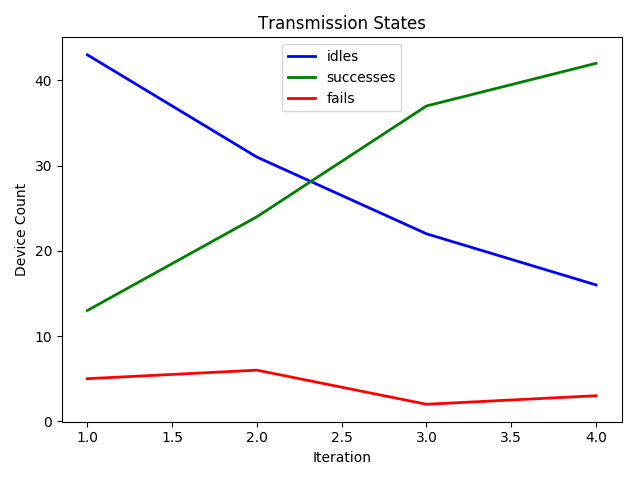 Transmission States
idles
successes
fails
Device Count
40
30
20
10
0
1.0 1.5 2.0 2.5 3.0 3.5 4.0
Iteration